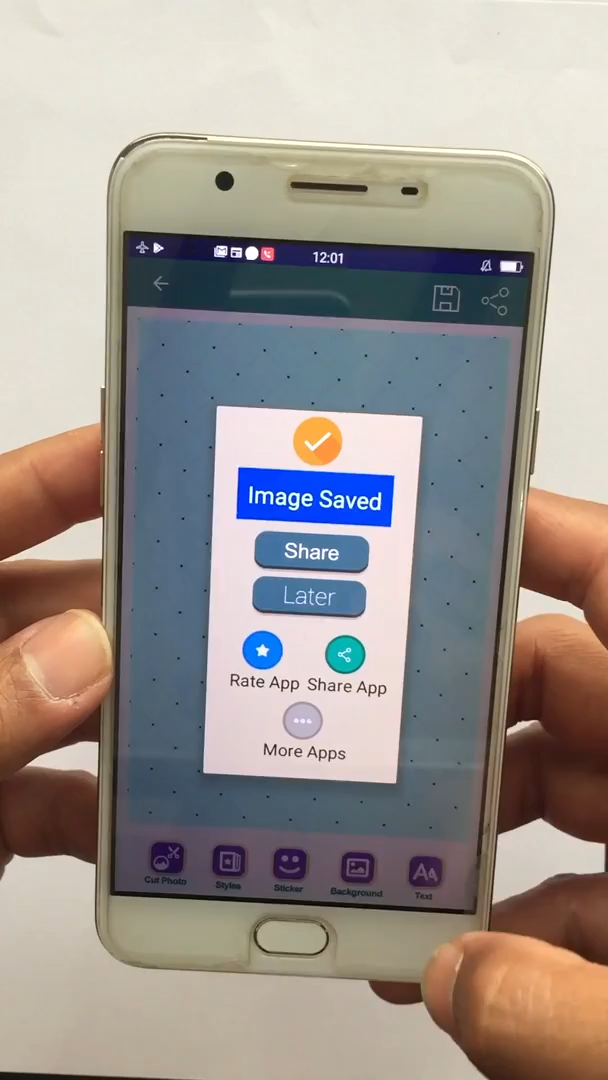 12:01
Image Saved
Share
Later
Rate App Share App
More Apps
Cut Photo Styles Sticker Background Text